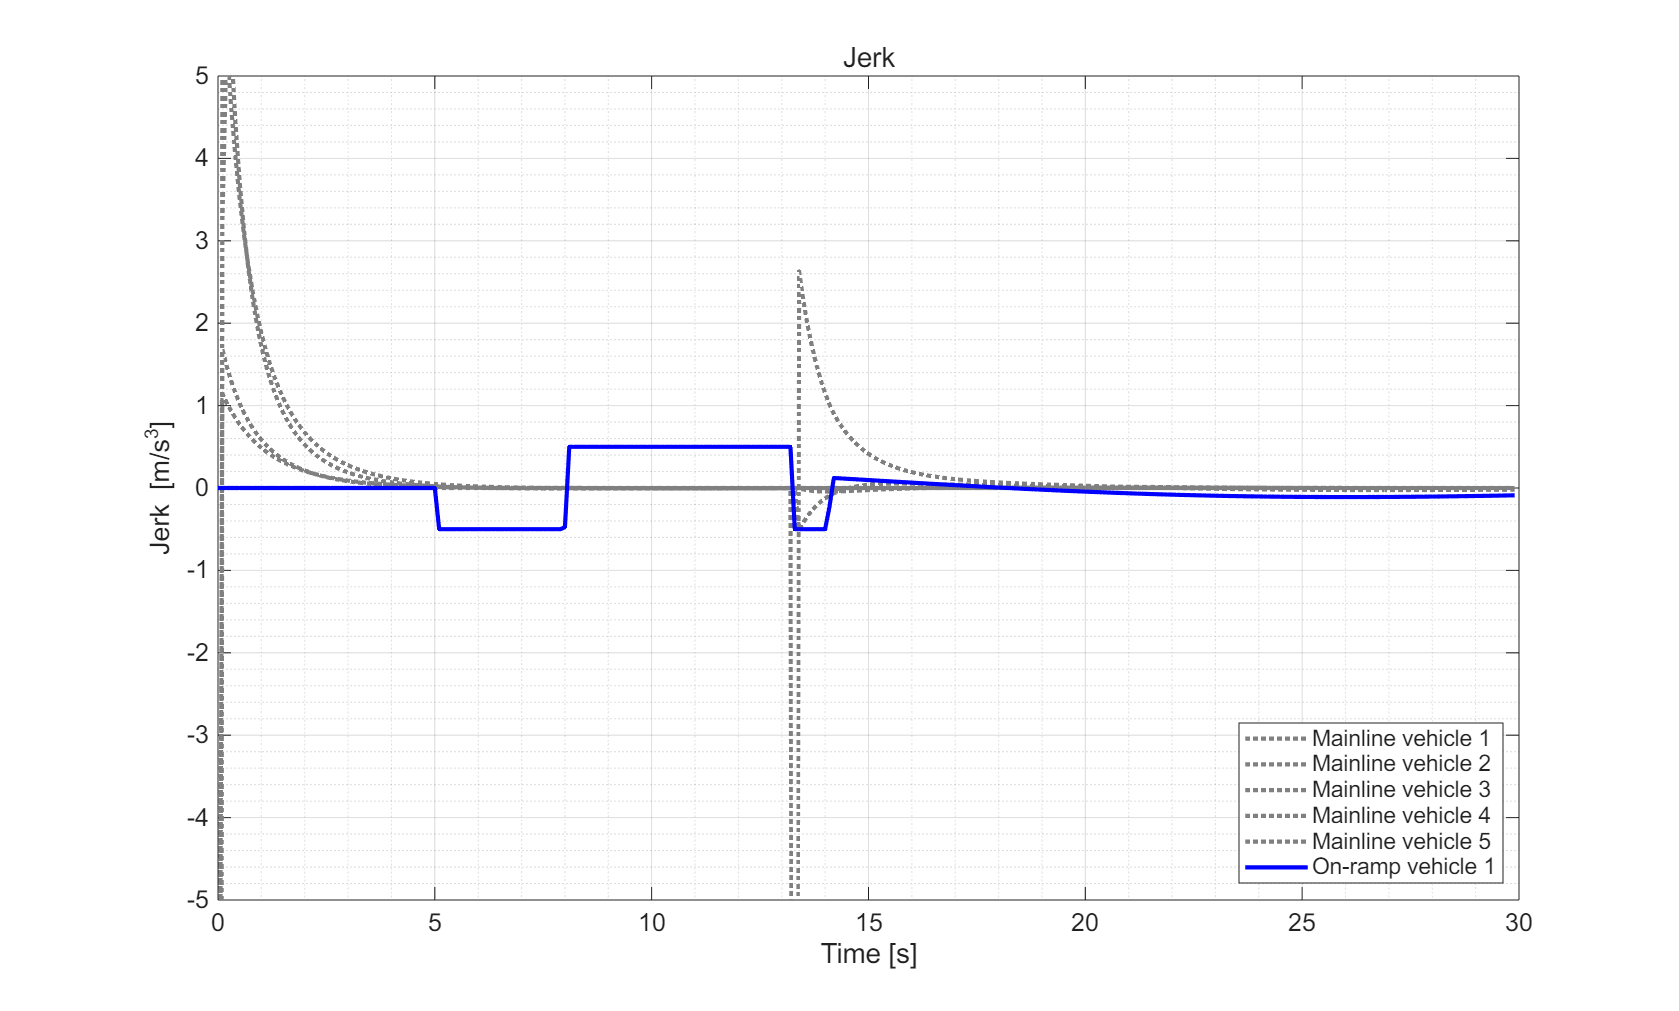 Jerk
5
4
3
2
1
0
-1
-2
-3
-4
-5
Jerk [m/s³]
0 5 10 15 20 25 30
Time [s]
Mainline vehicle 1
Mainline vehicle 2
Mainline vehicle 3
Mainline vehicle 4
Mainline vehicle 5
On-ramp vehicle 1